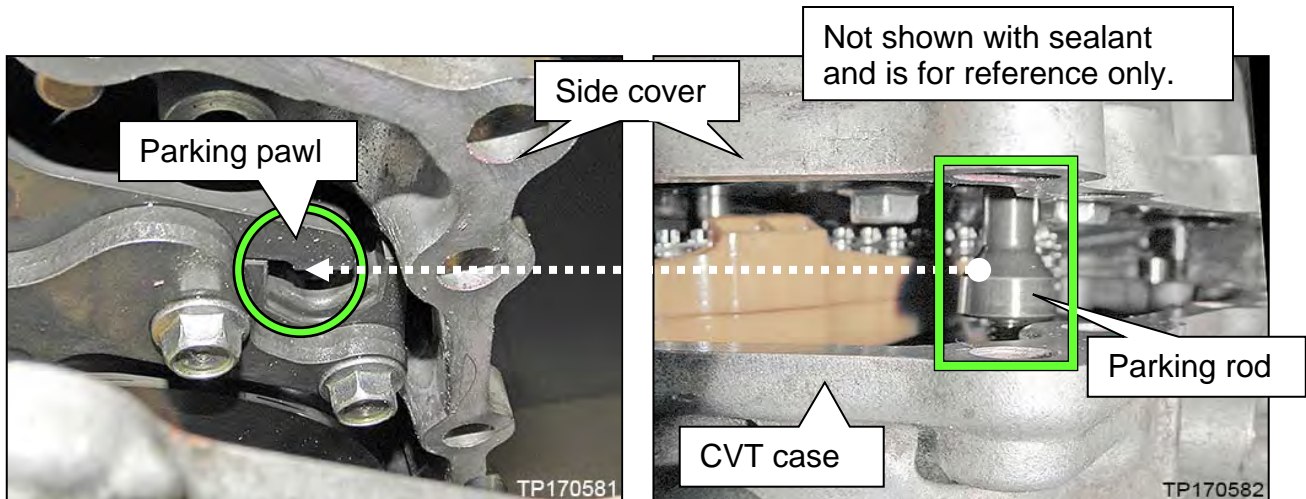 Not shown with sealant
and is for reference only.
Side cover
Parking pawl
Parking rod
CVT case
TP170581
TP170582